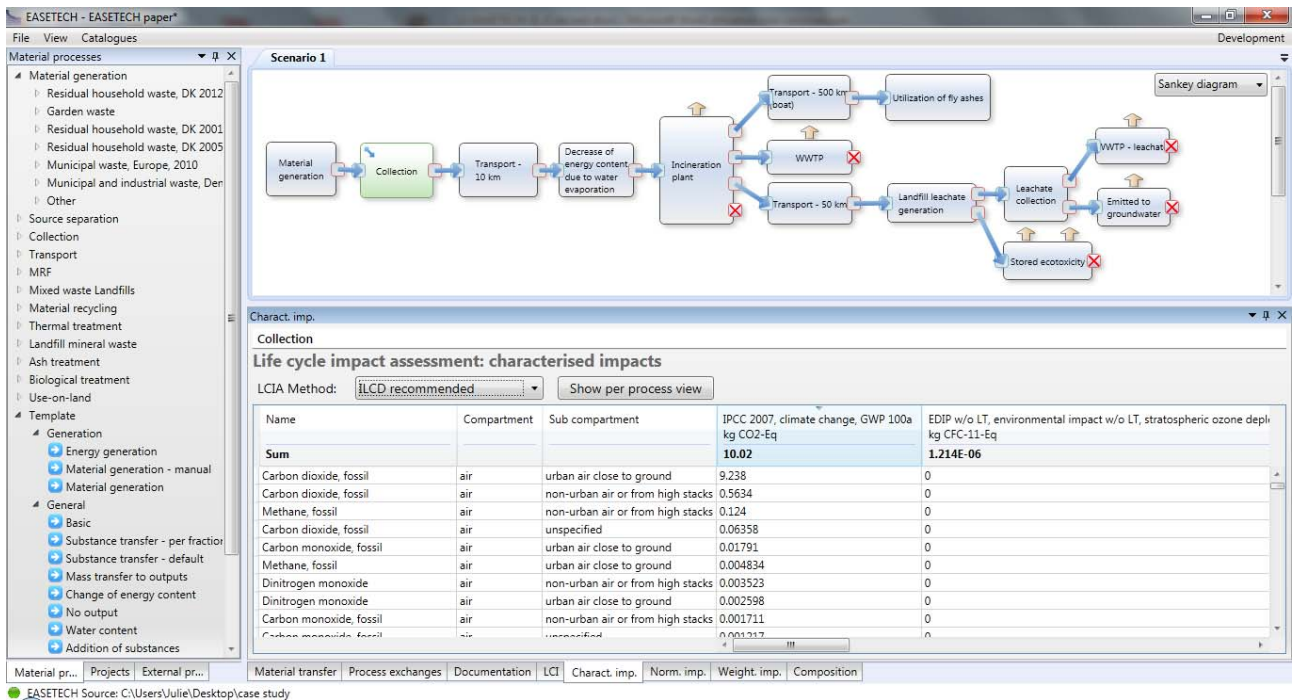 EASETECH - EASETECH paper*
File View Catalogues Development
Material processes
Material generation
Residual household waste, DK 2012
Garden waste
Residual household waste, DK 2001
Residual household waste, DK 2005
Municipal waste, Europe, 2010
Municipal and industrial waste, Der
Other
Source separation
Collection
Transport
MRF
Mixed waste Landfills
Material recycling
Thermal treatment
Landfill mineral waste
Ash treatment
Biological treatment
Use-on-land
Template
Generation
Energy generation
Material generation - manual
Material generation
General
Basic
Substance transfer - per fraction
Substance transfer - default
Mass transfer to outputs
Change of energy content
No output
Water content
Addition of substances
Material pr... Projects External pr...
Scenario 1
Sankey diagram
Material
generation
Collection
Transport -
10 km
Decrease of
energy content
due to water
evaporation
Incineration
plant
Transport - 500 km
(boat)
Utilization of fly ashes
WWTP
Transport - 50 km
Landfill leachate
generation
Leachate
collection
WWTP - leachat
Emitted to
groundwater
Stored ecotoxicity
Charact. imp.
Collection
Life cycle impact assessment: characterised impacts
LCIA Method: ILCD recommended Show per process view
Name Compartment Sub compartment IPCC 2007, climate change, GWP 100a EDIP w/o LT, environmental impact w/o LT, stratospheric ozone deple
kg CO2-Eq kg CFC-11-Eq
Sum 10.02 1.214E-06
Carbon dioxide, fossil air urban air close to ground 9.238 0
Carbon dioxide, fossil air non-urban air or from high stacks 0.5634 0
Methane, fossil air non-urban air or from high stacks 0.124 0
Carbon dioxide, fossil air unspecified 0.06358 0
Carbon monoxide, fossil air urban air close to ground 0.01791 0
Methane, fossil air urban air close to ground 0.004834 0
Dinitrogen monoxide air non-urban air or from high stacks 0.003523 0
Dinitrogen monoxide air urban air close to ground 0.002598 0
Carbon monoxide, fossil air non-urban air or from high stacks 0.001711 0
Carbon monoxide, fossil air unspecified 0.001217 0
Material transfer Process exchanges Documentation LCI Charact. imp. Norm. imp. Weight. imp. Composition
EASETECH Source: C:\Users\Julie\Desktop\case study